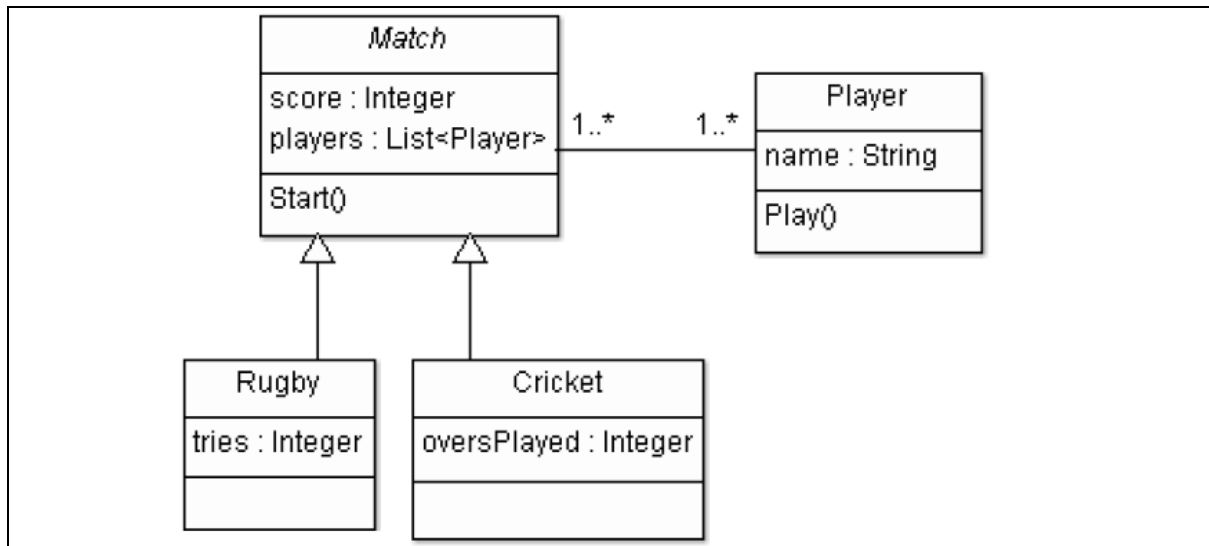 Match
score : Integer
players : List<Player>
Start()
1..*
1..*
Player
name : String
Play()
Rugby
tries : Integer
Cricket
oversPlayed : Integer